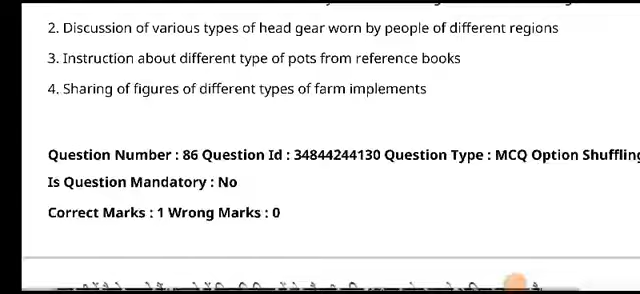 2. Discussion of various types of head gear worn by people of different regions
3. Instruction about different type of pots from reference books
4. Sharing of figures of different types of farm implements
Question Number : 86 Question Id : 34844244130 Question Type : MCQ Option Shuffling
Is Question Mandatory : No
Correct Marks : 1 Wrong Marks : 0